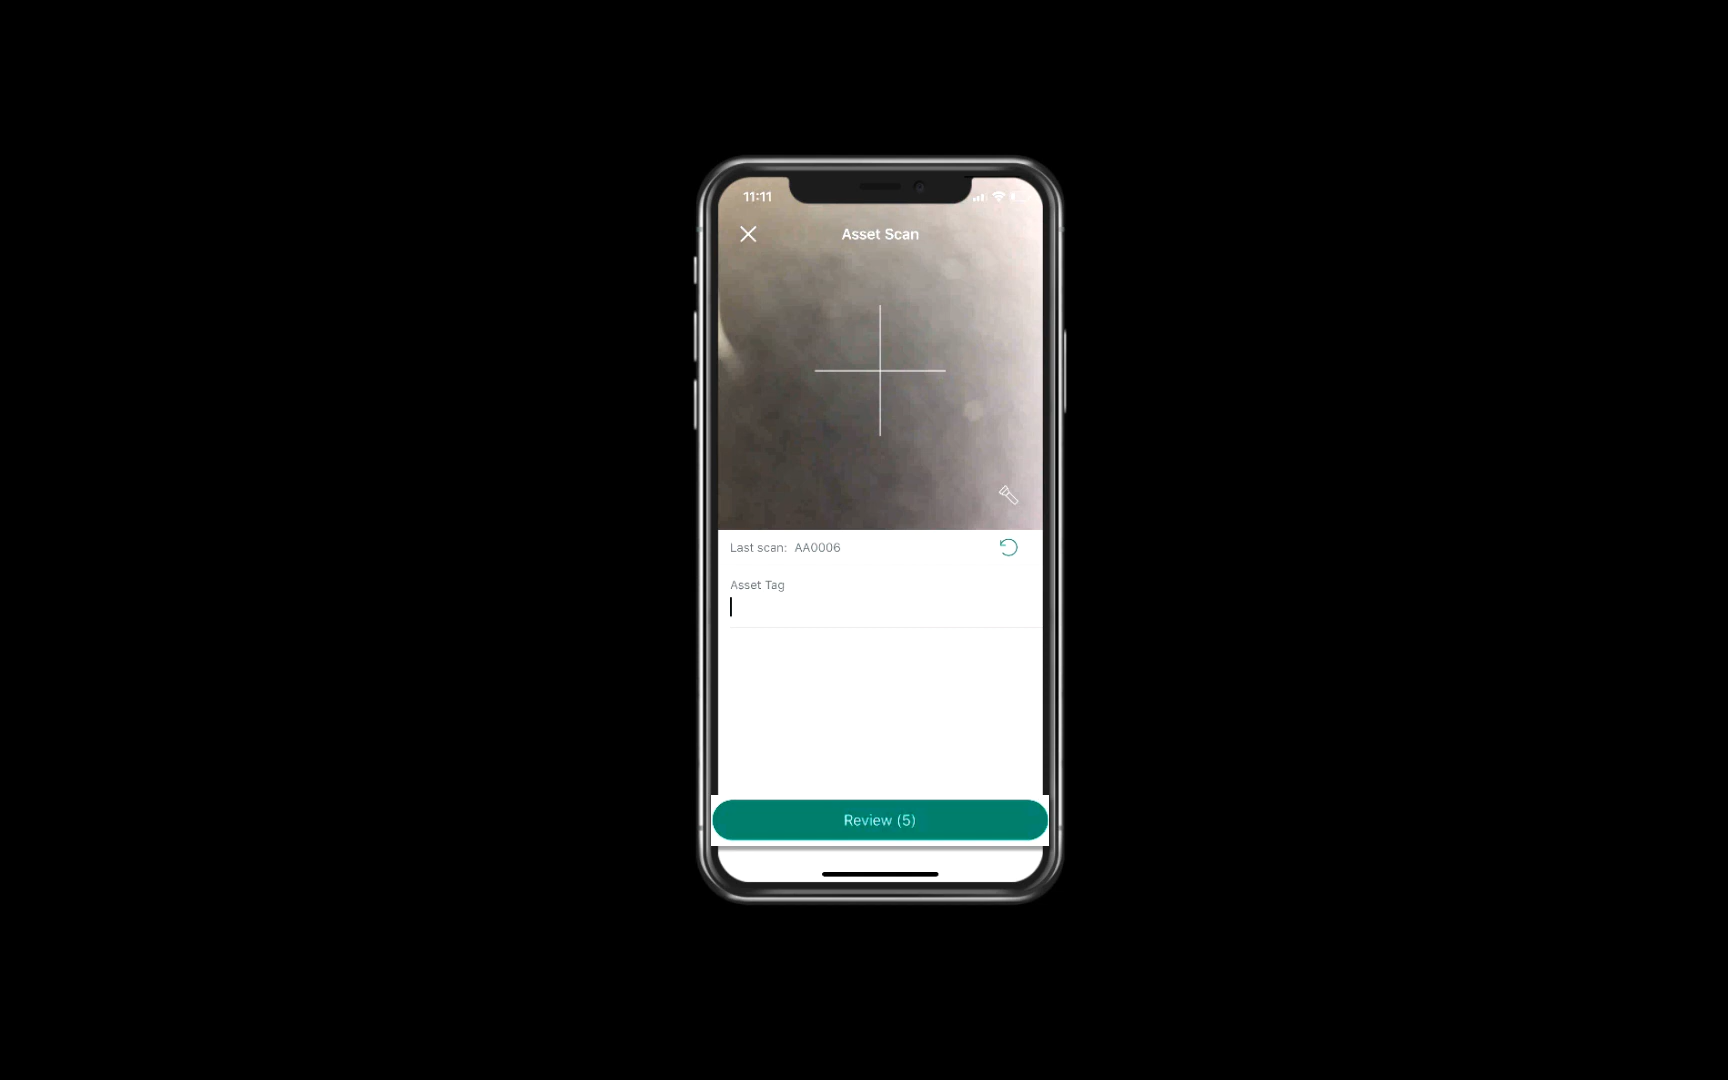 11:11
Asset Scan
Last scan: AA0006
Asset Tag
Review (5)